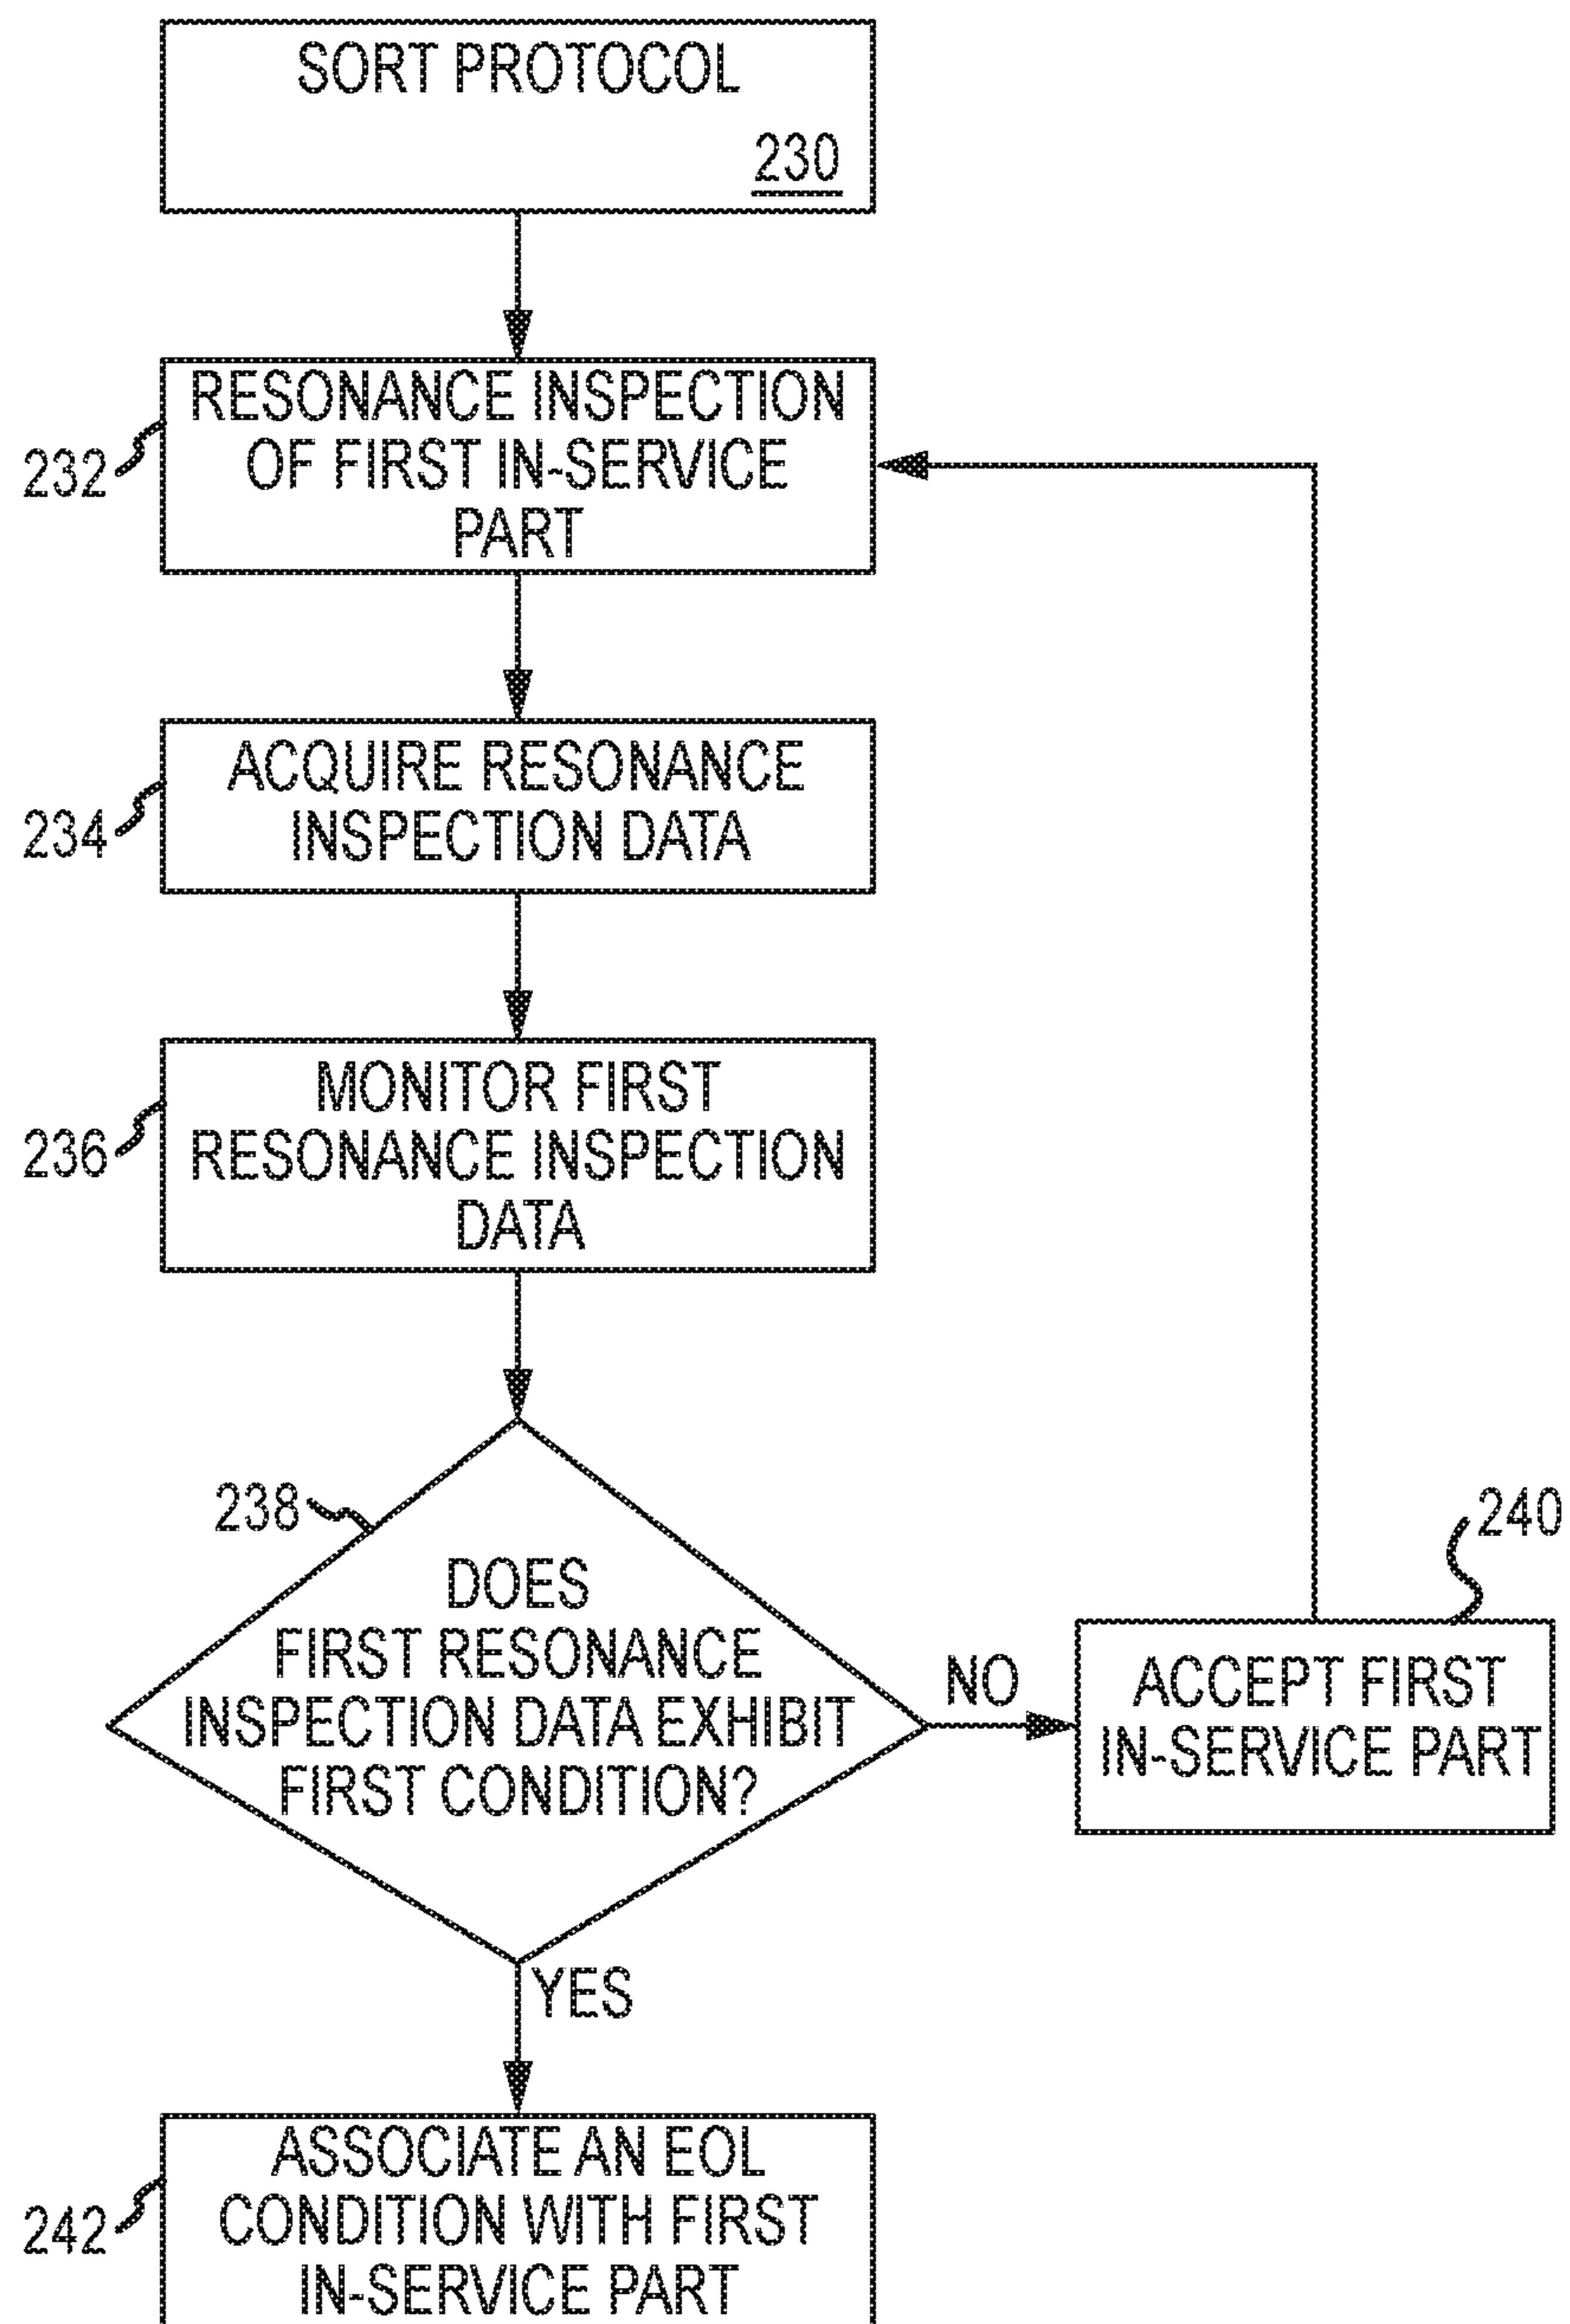 SORT PROTOCOL
230
RESONANCE INSPECTION
OF FIRST IN-SERVICE
PART
232
ACQUIRE RESONANCE
INSPECTION DATA
234
MONITOR FIRST
RESONANCE INSPECTION
DATA
236
238
DOES
FIRST RESONANCE
INSPECTION DATA EXHIBIT
FIRST CONDITION?
NO
240
ACCEPT FIRST
IN-SERVICE PART
YES
ASSOCIATE AN EOL
CONDITION WITH FIRST
IN-SERVICE PART
242